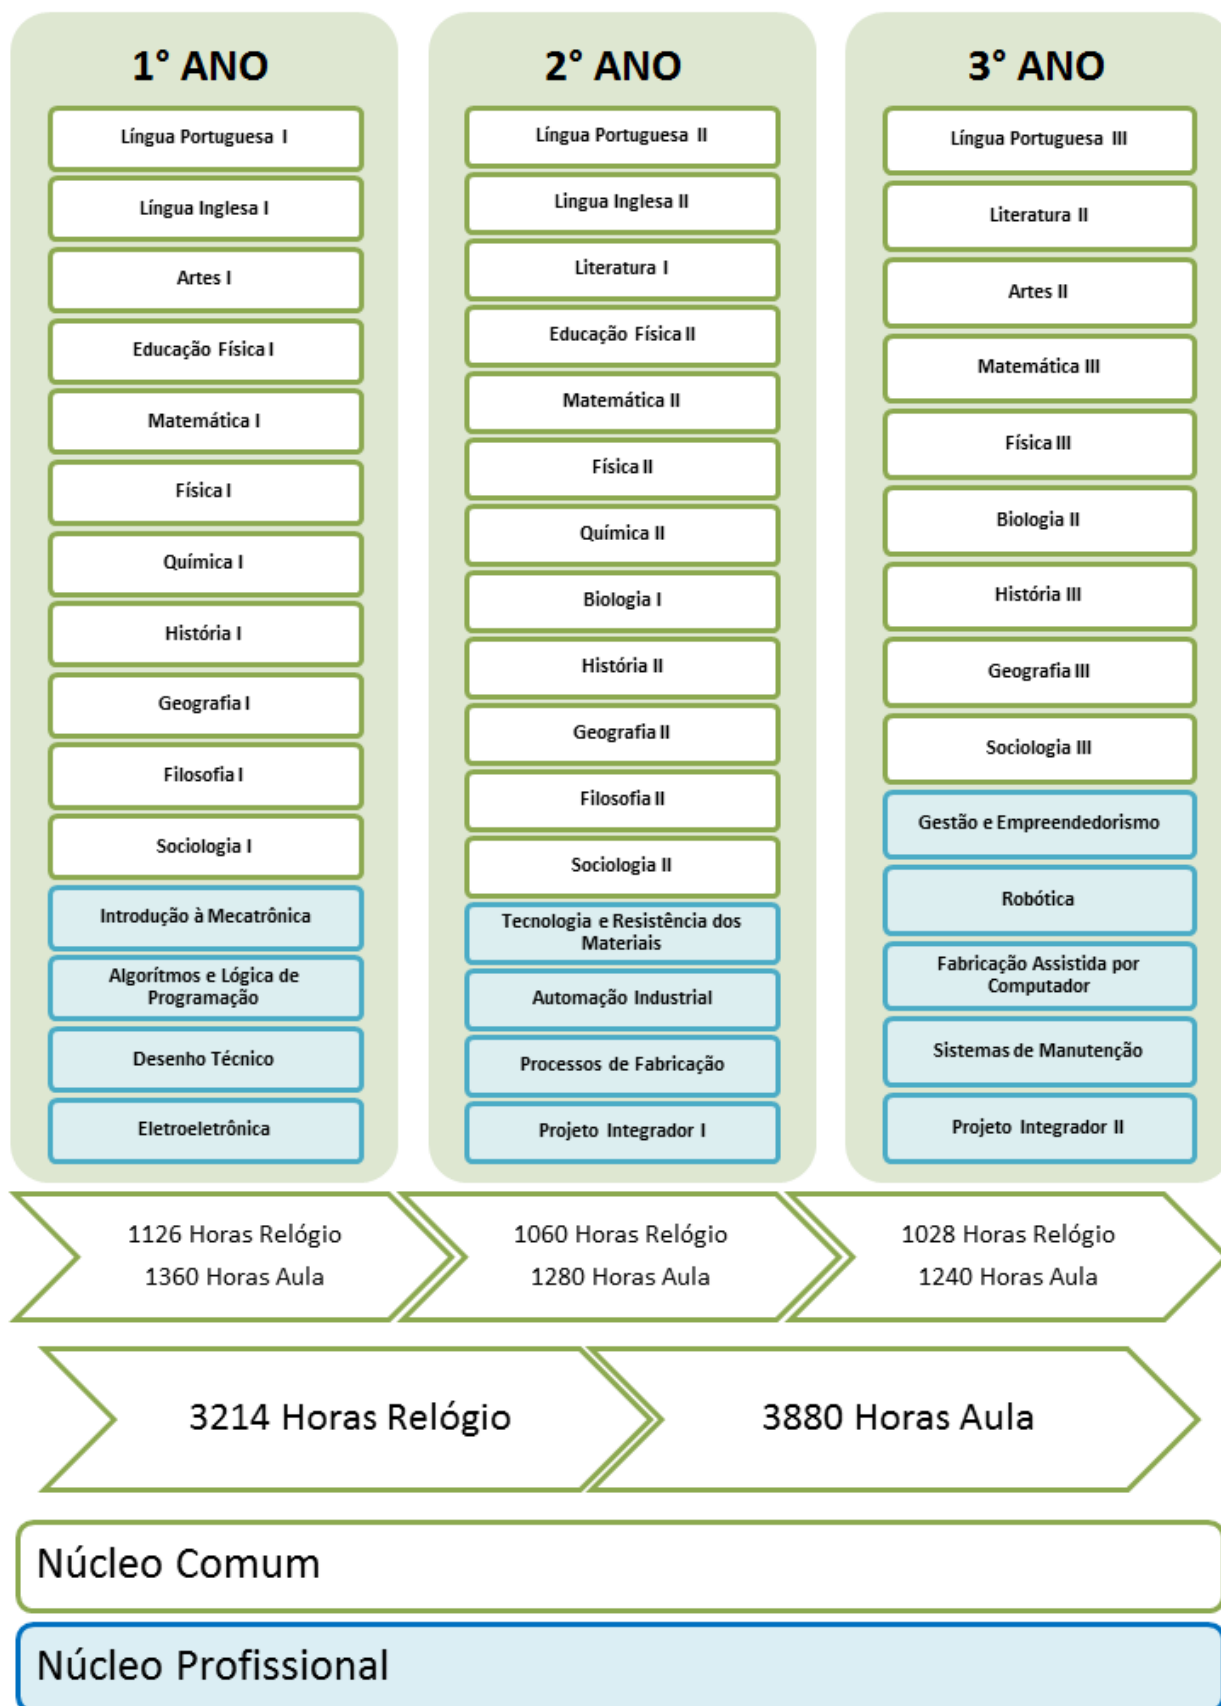 1° ANO
Língua Portuguesa I
Língua Inglesa I
Artes I
Educação Física I
Matemática I
Física I
Química I
História I
Geografia I
Filosofia I
Sociologia I
Introdução à Mecatrônica
Algorítmos e Lógica de
Programação
Desenho Técnico
Eletroeletrônica
2° ANO
Língua Portuguesa II
Lingua Inglesa II
Literatura I
Educação Física II
Matemática II
Física II
Química II
Biologia I
História II
Geografia II
Filosofia II
Sociologia II
Tecnologia e Resistência dos
Materiais
Automação Industrial
Processos de Fabricação
Projeto Integrador I
3° ANO
Língua Portuguesa III
Literatura II
Artes II
Matemática III
Física III
Biologia II
História III
Geografia III
Sociologia III
Gestão e Empreendedorismo
Robótica
Fabricação Assistida por
Computador
Sistemas de Manutenção
Projeto Integrador II
1126 Horas Relógio
1360 Horas Aula
1060 Horas Relógio
1280 Horas Aula
1028 Horas Relógio
1240 Horas Aula
3214 Horas Relógio
3880 Horas Aula
Núcleo Comum
Núcleo Profissional